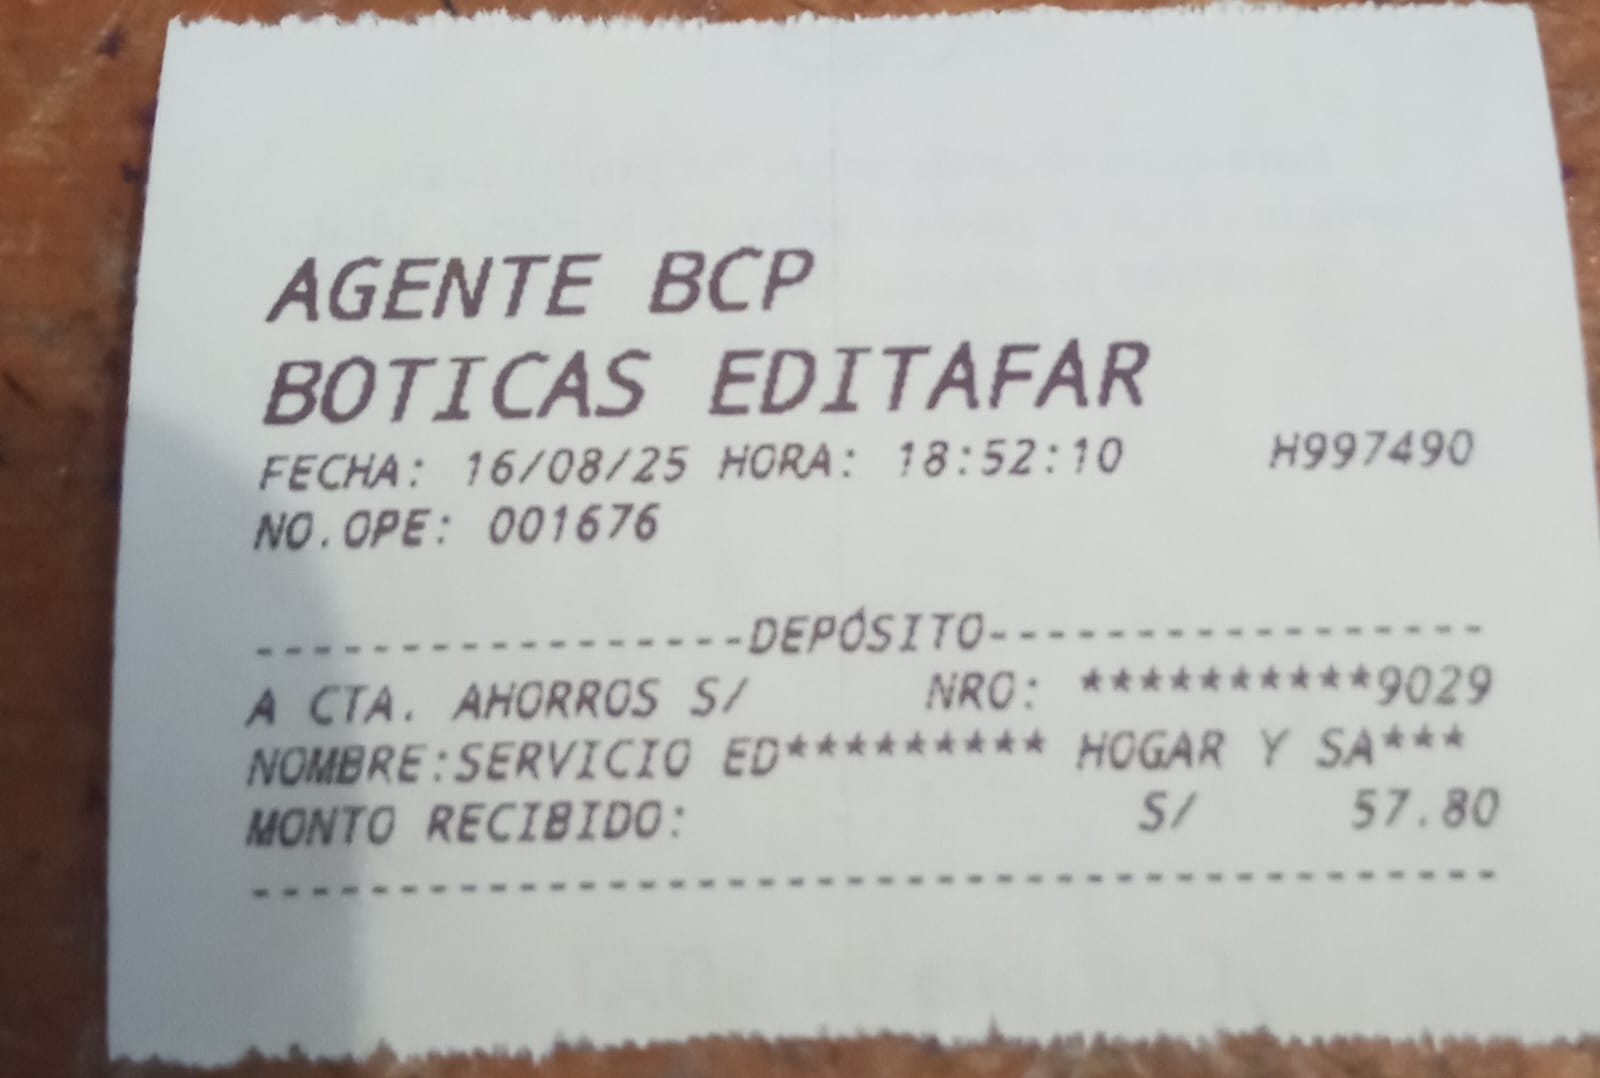 AGENTE BCP
BOTICAS EDITAFAR
FECHA: 16/08/25 HORA: 18:52:10 H997490
NO.OPE: 001676
------------------DEPÓSITO------------------
A CTA. AHORROS S/ NRO: **********9029
NOMBRE:SERVICIO ED********* HOGAR Y SA***
MONTO RECIBIDO: S/ 57.80
-------------------------------------------